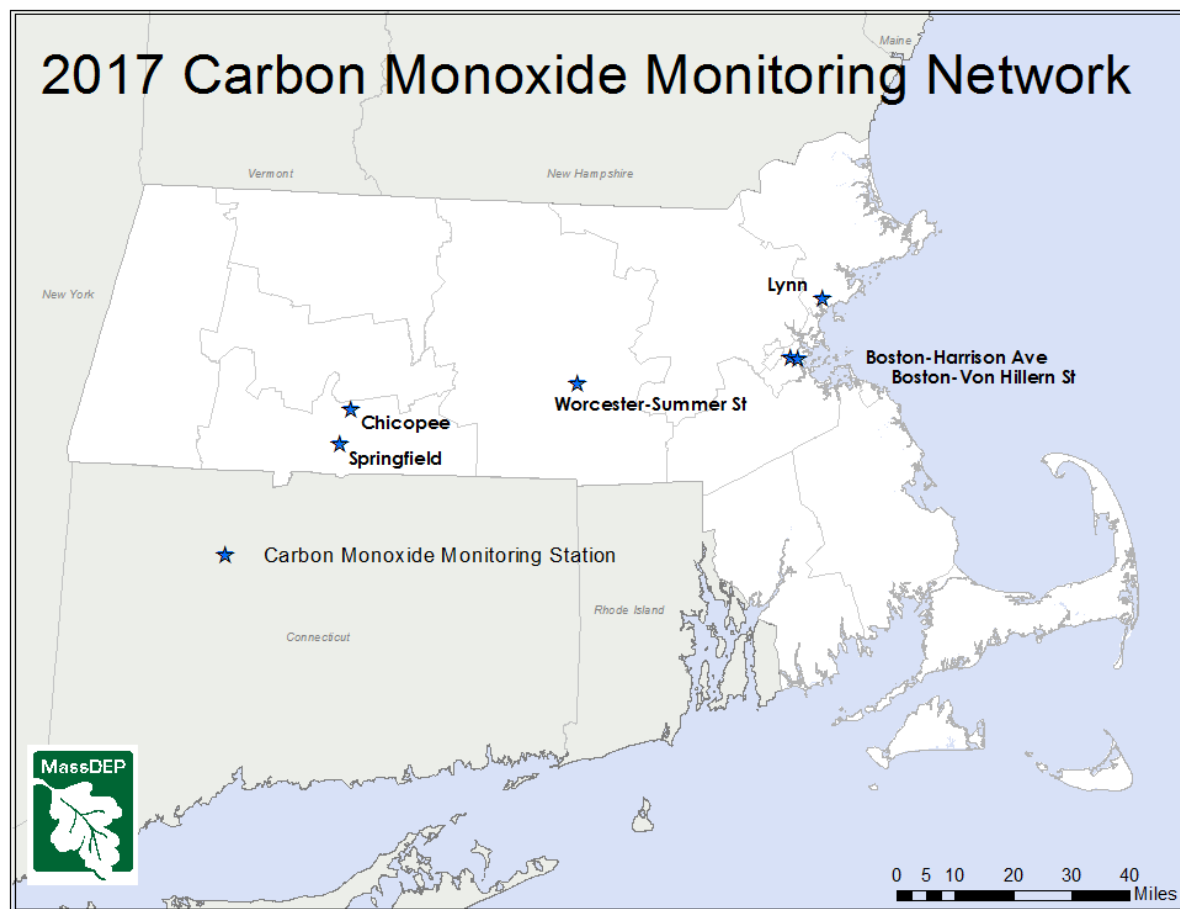 2017 Carbon Monoxide Monitoring Network
Maine
Vermont
New Hampshire
New York
Lynn
Boston-Harrison Ave
Boston-Von Hillern St
Worcester-Summer St
Chicopee
Springfield
Carbon Monoxide Monitoring Station
Rhode Island
Connecticut
MassDEP
0 5 10 20 30 40
Miles